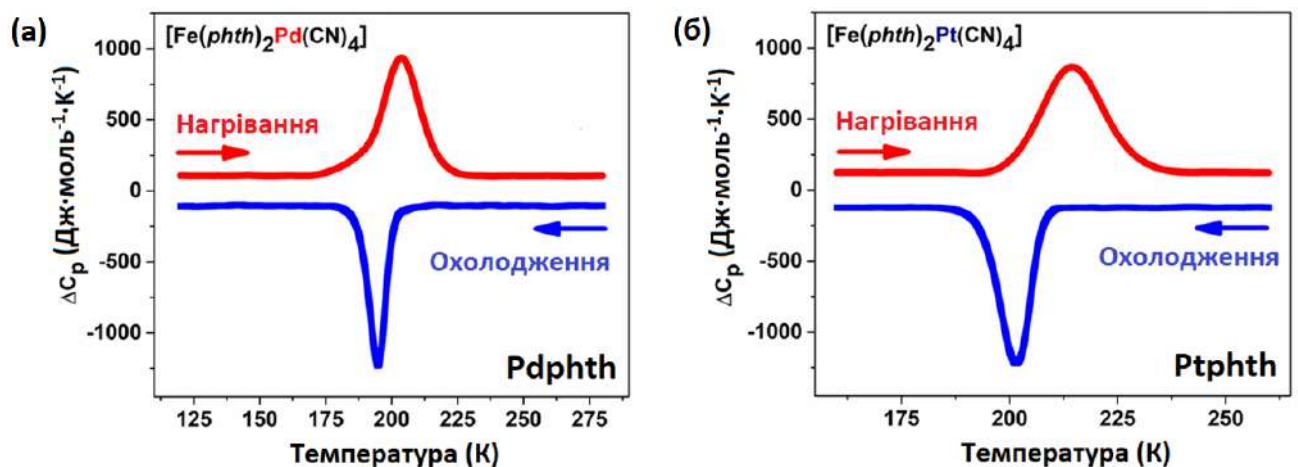 (а)
[Fe(phth)2Pd(CN)4]
Нагрівання
Охолодження
Pdphth
ΔCp (Дж·моль-1·К-1)
1000
500
0
-500
-1000
125 150 175 200 225 250 275
Температура (К)
(б)
[Fe(phth)2Pt(CN)4]
Нагрівання
Охолодження
Ptphth
ΔCp (Дж·моль-1·К-1)
1000
500
0
-500
-1000
175 200 225 250
Температура (К)